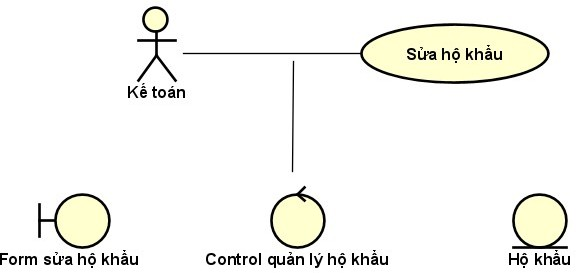 Sửa hộ khẩu
Kế toán
Form sửa hộ khẩu
Control quản lý hộ khẩu
Hộ khẩu